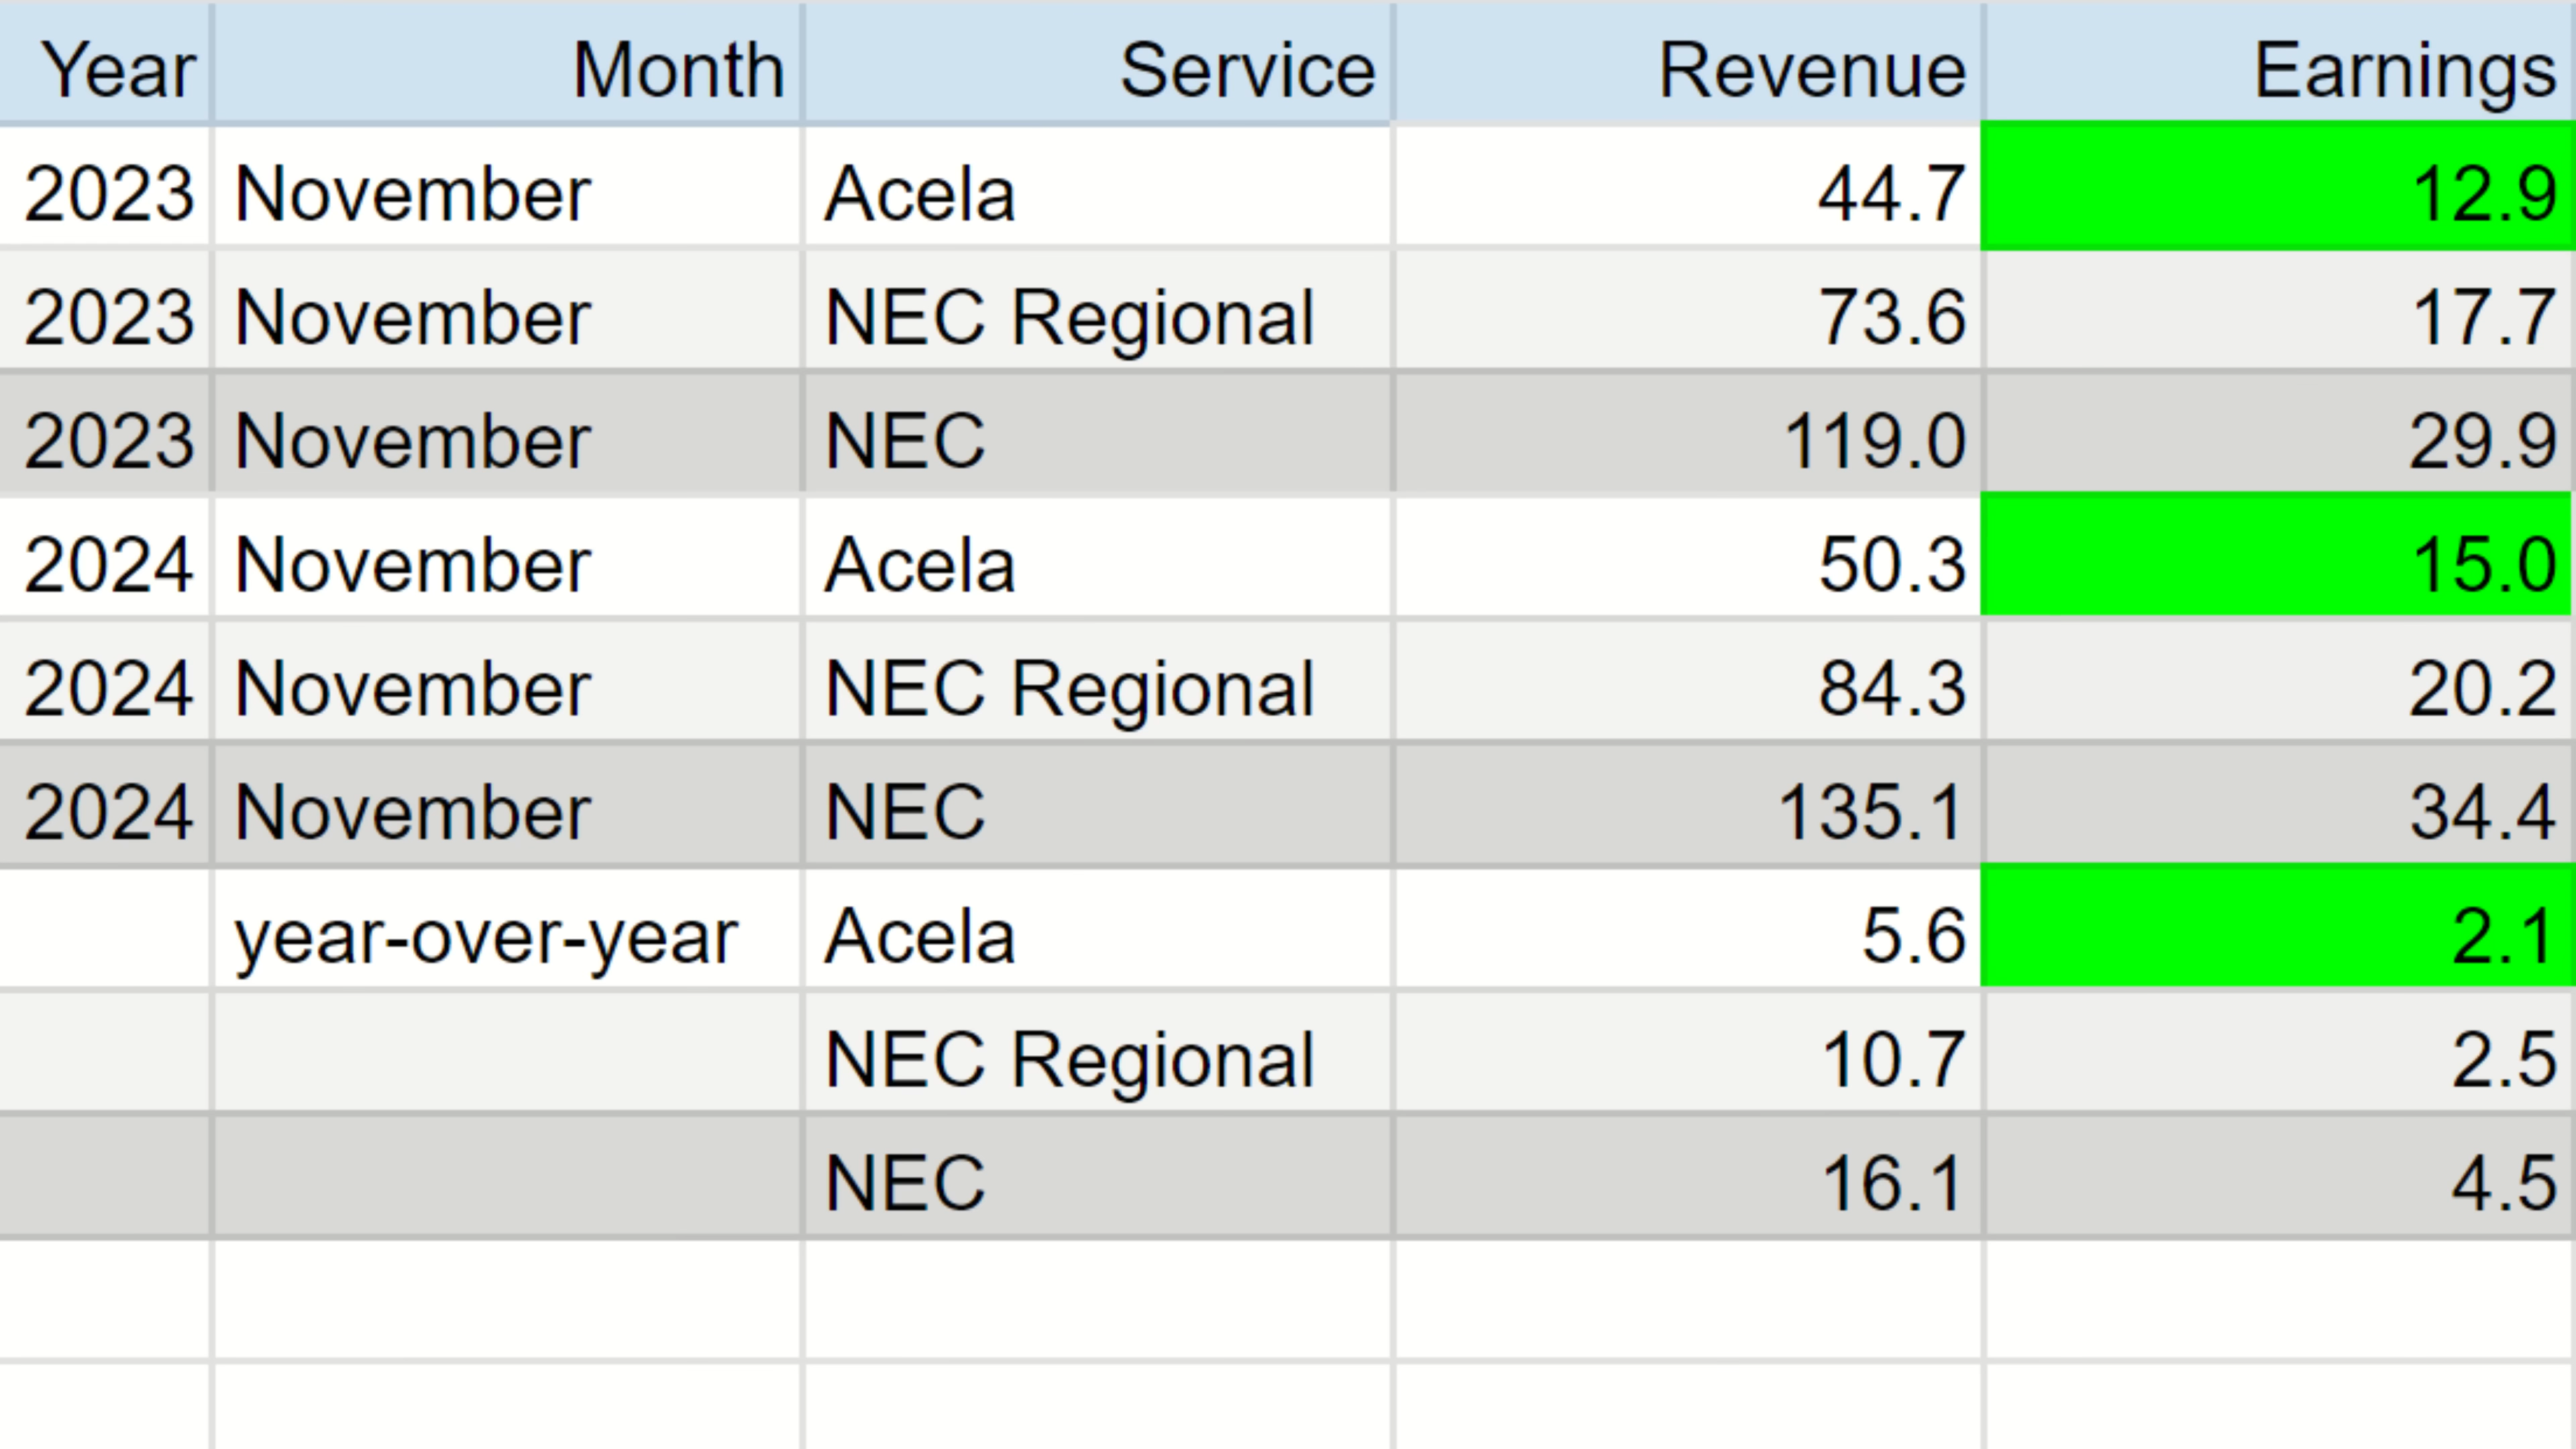 Year Month Service Revenue Earnings
2023 November Acela 44.7 12.9
2023 November NEC Regional 73.6 17.7
2023 November NEC 119.0 29.9
2024 November Acela 50.3 15.0
2024 November NEC Regional 84.3 20.2
2024 November NEC 135.1 34.4
year-over-year Acela 5.6 2.1
NEC Regional 10.7 2.5
NEC 16.1 4.5